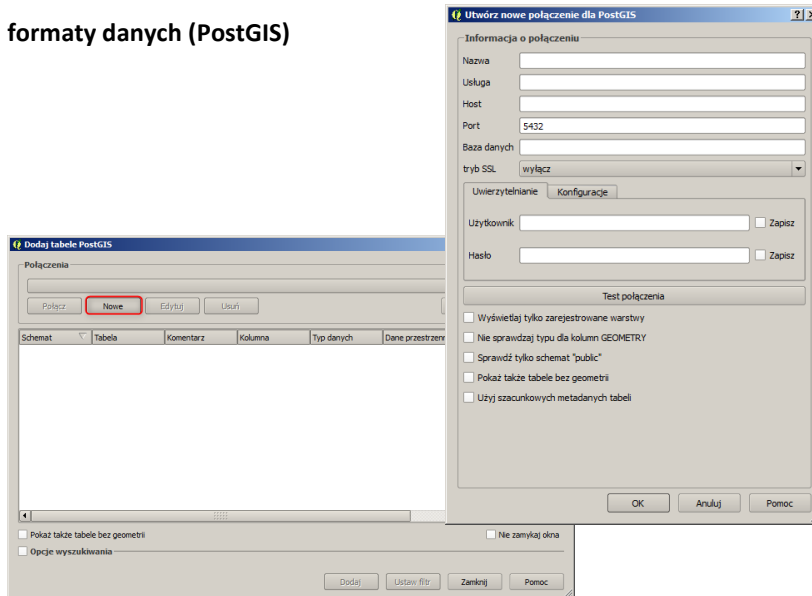 formaty danych (PostGIS)
Utwórz nowe połączenie dla PostGIS
Informacja o połączeniu
Nazwa
Usługa
Host
Port 5432
Baza danych
tryb SSL wyłącz
Uwierzytelnianie Konfiguracje
Użytkownik Zapisz
Hasło Zapisz
Test połączenia
Wyświetlaj tylko zarejestrowane warstwy
Nie sprawdzaj typu dla kolumn GEOMETRY
Sprawdź tylko schemat "public"
Pokaż także tabele bez geometrii
Użyj szacunkowych metadanych tabeli
OK Anuluj Pomoc
Dodaj tabele PostGIS
Połączenia
Połącz Nowe Edytuj Usuń
Schemat Tabela Komentarz Kolumna Typ danych Dane
Pokaż także tabele bez geometrii Nie zamykaj okna
Opcje wyszukiwania
Dodaj Ustaw filtr Zamknij Pomoc